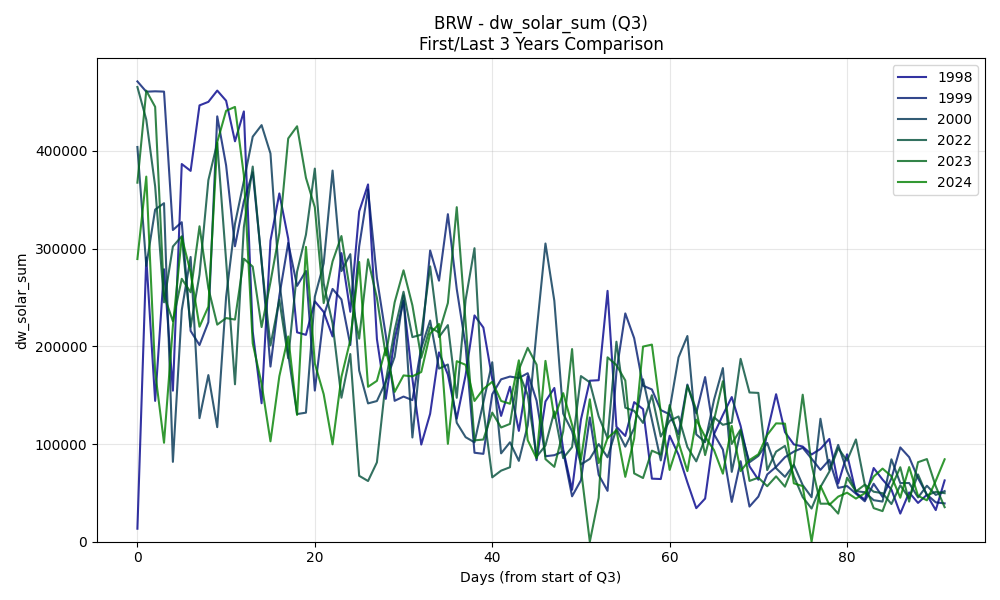 BRW - dw_solar_sum (Q3)
First/Last 3 Years Comparison
1998
1999
2000
2022
2023
2024
dw_solar_sum
400000
300000
200000
100000
0
0 20 40 60 80
Days (from start of Q3)